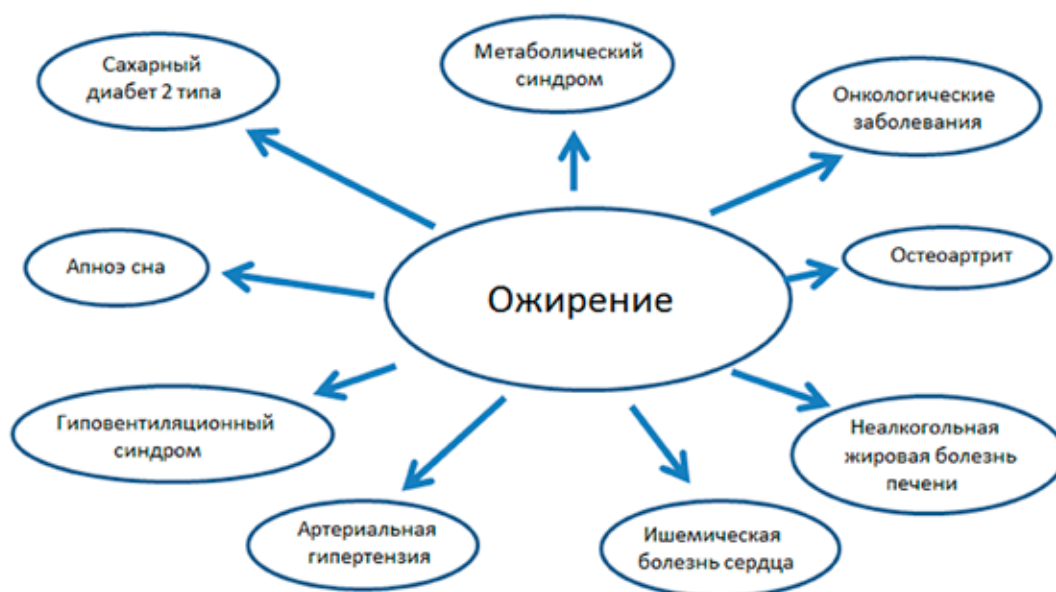 Метаболический
синдром
Сахарный
диабет 2 типа
Онкологические
заболевания
Апноэ сна
Остеоартрит
Ожирение
Гиповентиляционный
синдром
Неалкогольная
жировая болезнь
печени
Артериальная
гипертензия
Ишемическая
болезнь сердца